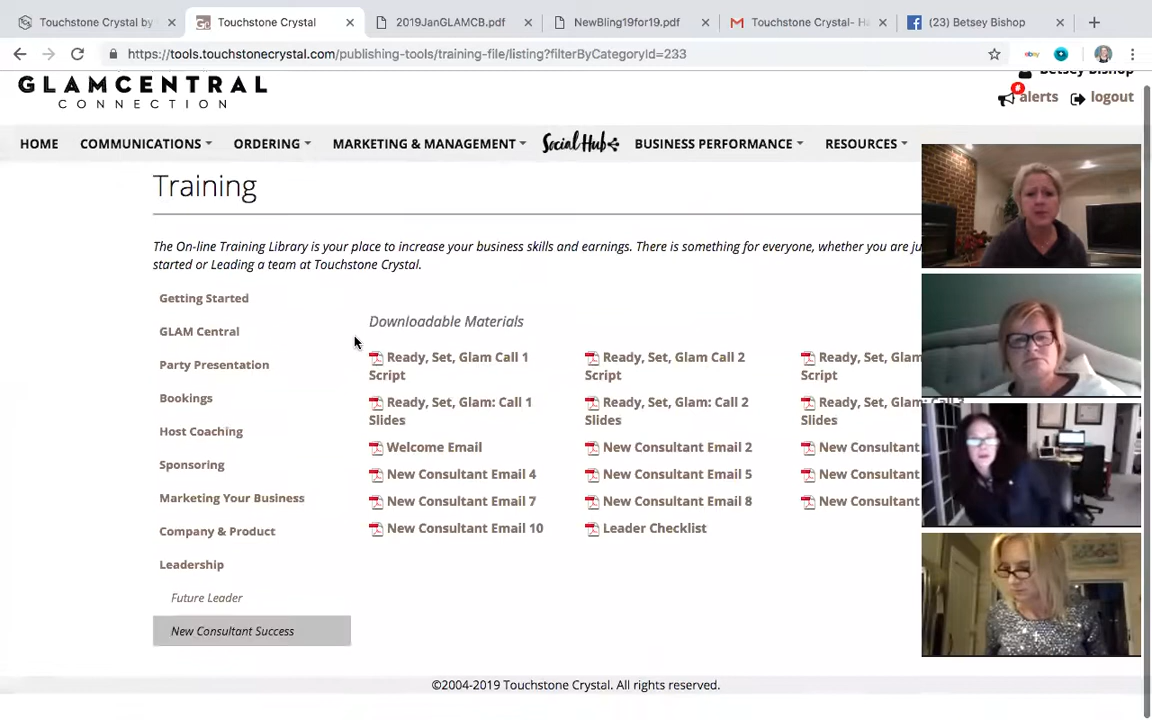 Touchstone Crystal by
Touchstone Crystal
2019JanGLAMCB.pdf
NewBling19for19.pdf
Touchstone Crystal- Ha
(23) Betsey Bishop
https://tools.touchstonecrystal.com/publishing-tools/training-file/listing?filterByCategoryId=233
ebay
GLAMCENTRAL
CONNECTION
Betsey Bishop
alerts
logout
HOME
COMMUNICATIONS
ORDERING
MARKETING & MANAGEMENT
Social Hub
BUSINESS PERFORMANCE
RESOURCES
Training
The On-line Training Library is your place to increase your business skills and earnings. There is something for everyone, whether you are
started or Leading a team at Touchstone Crystal.
Getting Started
GLAM Central
Party Presentation
Bookings
Host Coaching
Sponsoring
Marketing Your Business
Company & Product
Leadership
Future Leader
New Consultant Success
Downloadable Materials
Ready, Set, Glam Call 1
Script
Ready, Set, Glam Call 2
Script
Ready, Set, Glam
Script
Ready, Set, Glam: Call 1
Slides
Ready, Set, Glam: Call 2
Slides
Ready, Set, Glam: Call 3
Slides
Welcome Email
New Consultant Email 2
New Consultant
New Consultant Email 4
New Consultant Email 5
New Consultant
New Consultant Email 7
New Consultant Email 8
New Consultant
New Consultant Email 10
Leader Checklist
©2004-2019 Touchstone Crystal. All rights reserved.